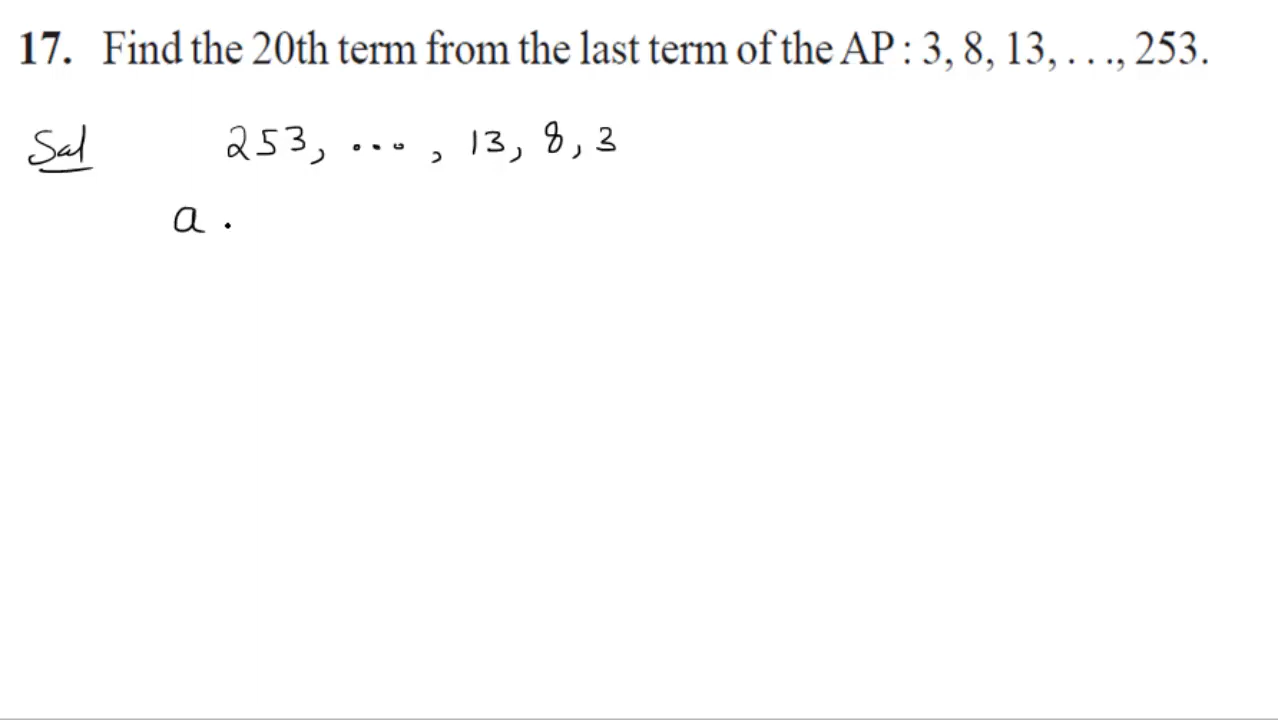 17. Find the 20th term from the last term of the AP : 3, 8, 13, . . ., 253.
Sol 253, ... , 13, 8, 3
a .